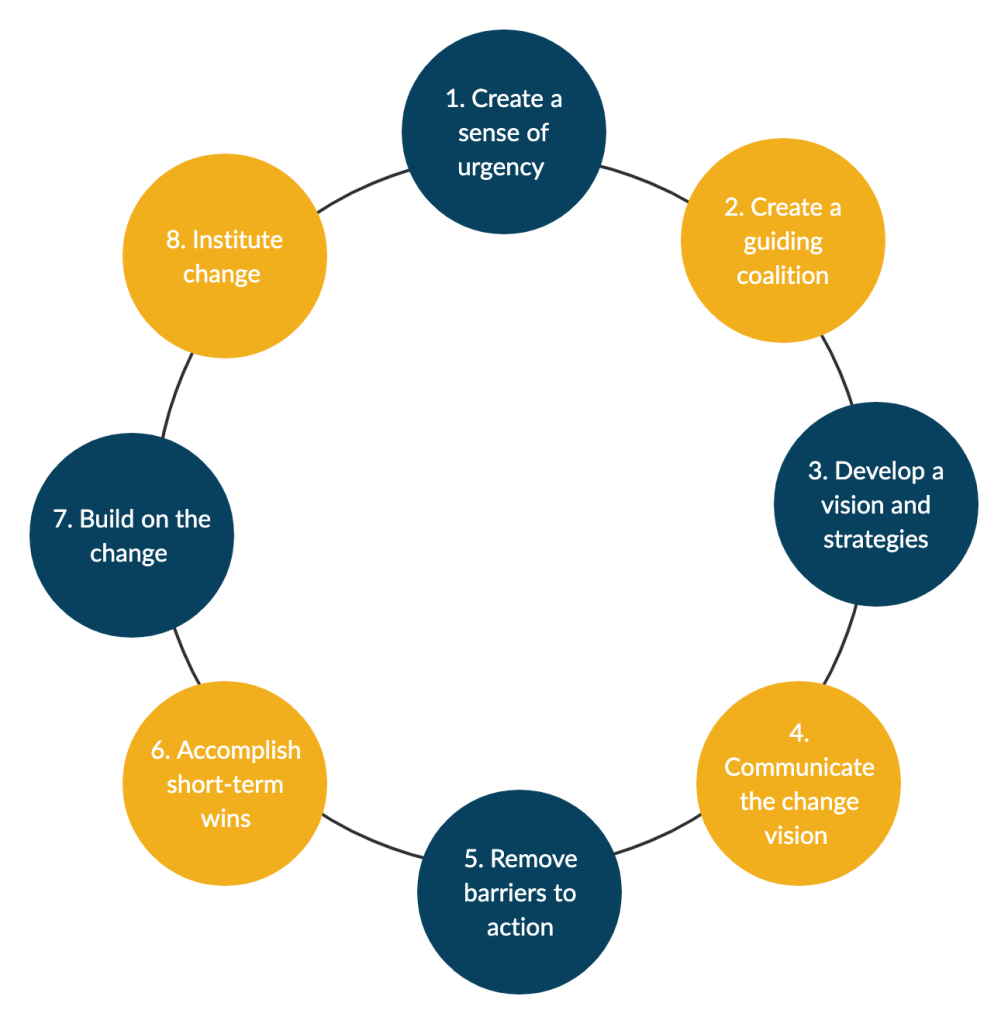 1. Create a
sense of
urgency
2. Create a
guiding
coalition
3. Develop a
vision and
strategies
4.
Communicate
the change
vision
5. Remove
barriers to
action
6. Accomplish
short-term
wins
7. Build on the
change
8. Institute
change